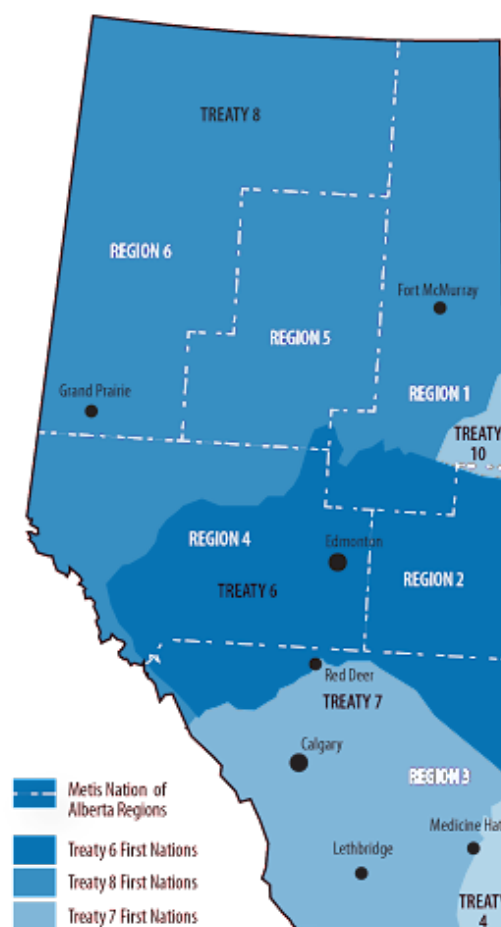 TREATY 8
REGION 6
Fort McMurray
REGION 5
Grand Prairie
REGION 1
TREATY
10
REGION 4
Edmonton
REGION 2
TREATY 6
Red Deer
TREATY 7
Calgary
REGION 3
Metis Nation of
Alberta Regions
Medicine Hat
Treaty 6 First Nations
Lethbridge
Treaty 8 First Nations
TREATY
4
Treaty 7 First Nations